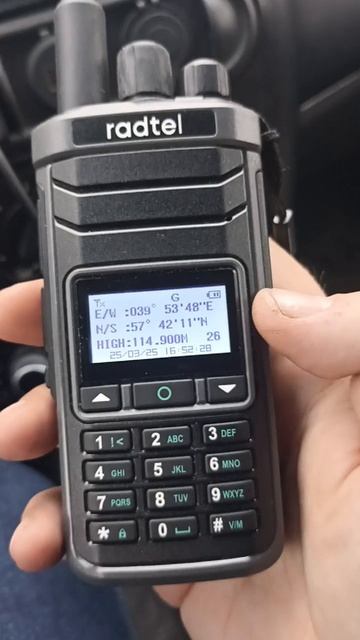 radtel
Tx G
E/W :039° 53'48"E
N/S :57° 42'11"N
HIGH:114.900M 26
25/03/25 16:52:28
1 !< 2 ABC 3 DEF
4 GHI 5 JKL 6 MNO
7 PQRS 8 TUV 9 WXYZ
* 0 # V/M